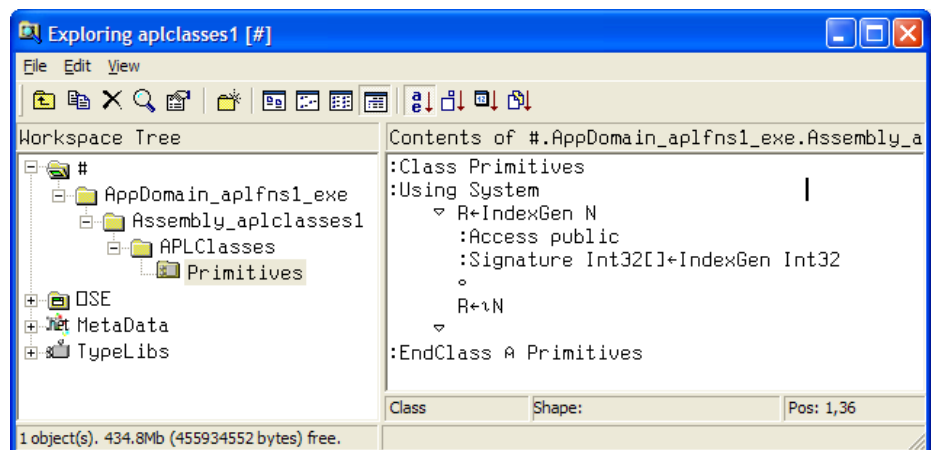 Exploring aplclasses1 [#]
File Edit View
Workspace Tree
Contents of #.AppDomain_aplfns1_exe.Assembly_a
#
AppDomain_aplfns1_exe
Assembly_aplclasses1
APLClasses
Primitives
⎕SE
MetaData
TypeLibs
:Class Primitives
:Using System
∇ R←IndexGen N
:Access public
:Signature Int32[]←IndexGen Int32
∘
R←⍳N
∇
:EndClass ⍝ Primitives
Class Shape: Pos: 1,36
1 object(s). 434.8Mb (455934552 bytes) free.